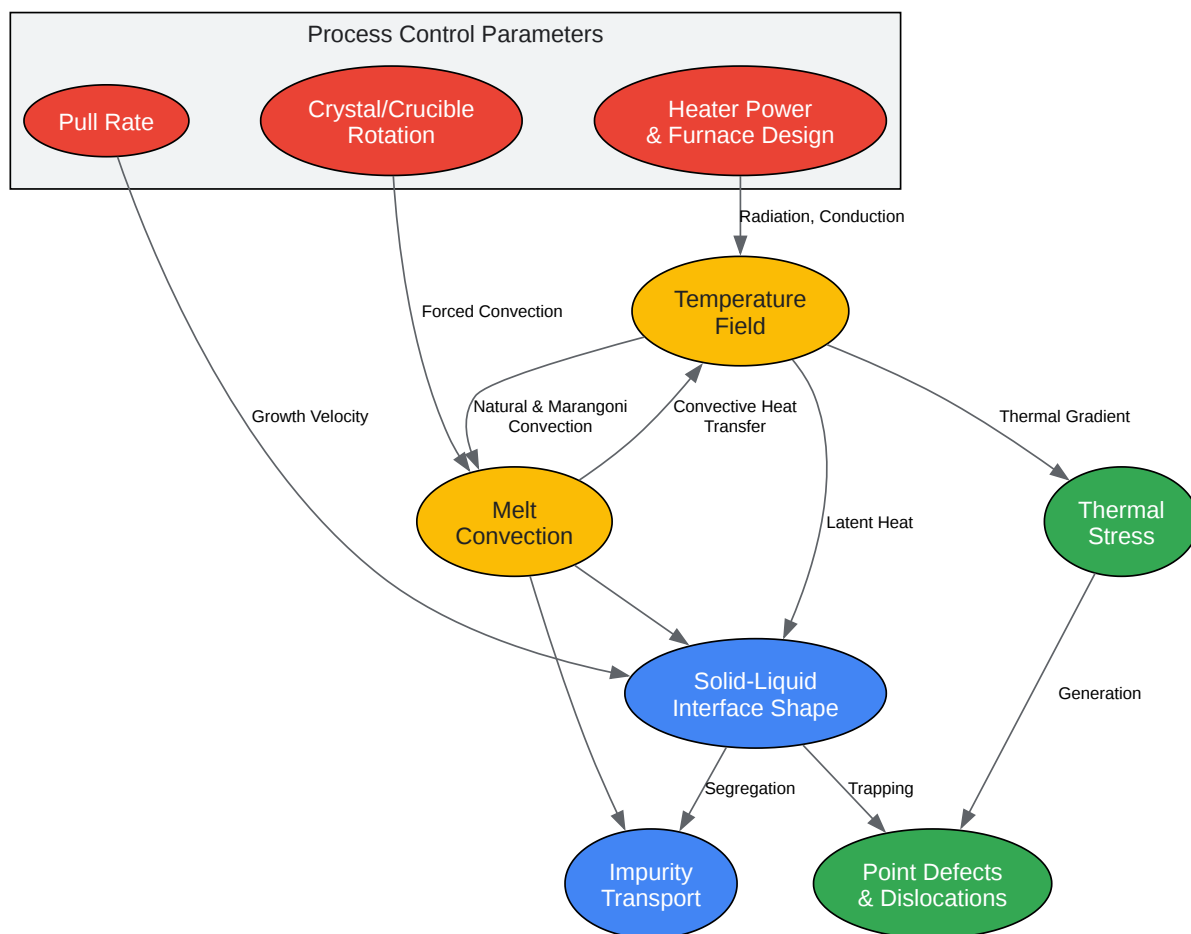 Process Control Parameters
Pull Rate
Crystal/Crucible
Rotation
Heater Power
& Furnace Design
Radiation, Conduction
Temperature
Field
Forced Convection
Growth Velocity
Natural & Marangoni
Convection
Convective Heat
Transfer
Thermal Gradient
Melt
Convection
Latent Heat
Thermal
Stress
Solid-Liquid
Interface Shape
Generation
Segregation
Trapping
Impurity
Transport
Point Defects
& Dislocations